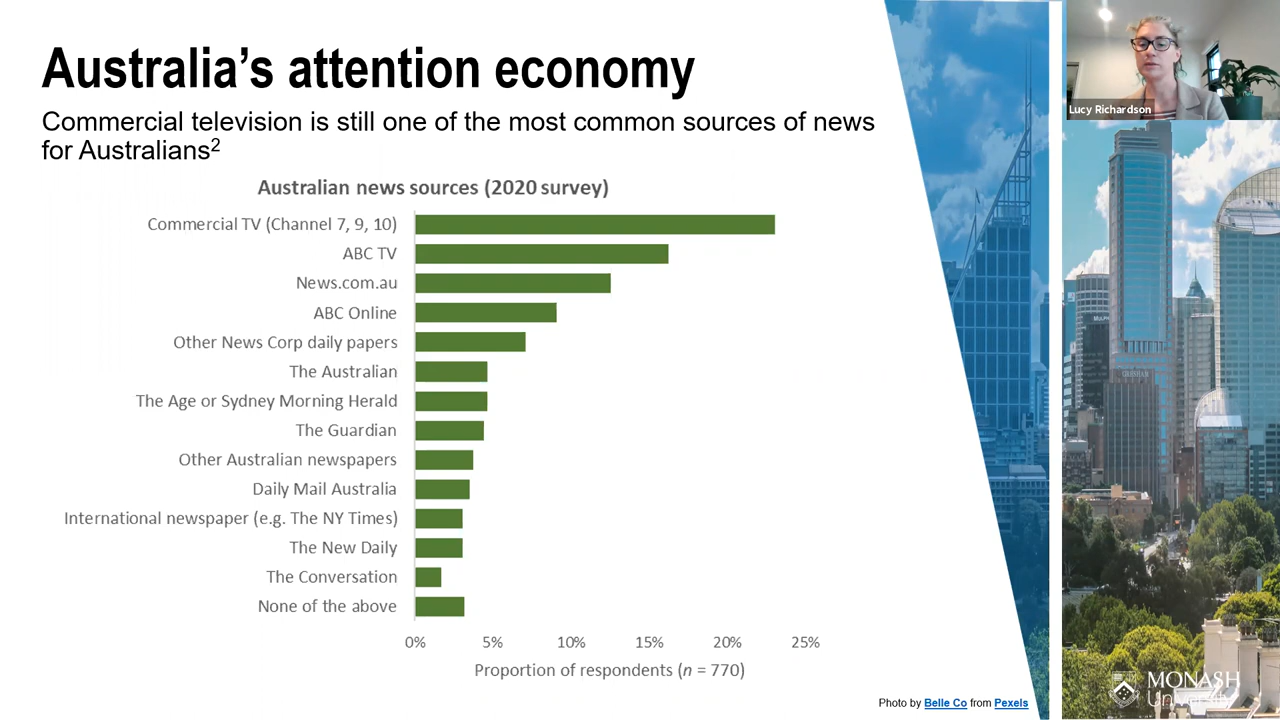 Australia’s attention economy
Commercial television is still one of the most common sources of news
for Australians2
Lucy Richardson
Australian news sources (2020 survey)
Commercial TV (Channel 7, 9, 10)
ABC TV
News.com.au
ABC Online
Other News Corp daily papers
The Australian
The Age or Sydney Morning Herald
The Guardian
Other Australian newspapers
Daily Mail Australia
International newspaper (e.g. The NY Times)
The New Daily
The Conversation
None of the above
0% 5% 10% 15% 20% 25%
Proportion of respondents (n = 770)
Photo by Belle Co from Pexels
MONASH
University